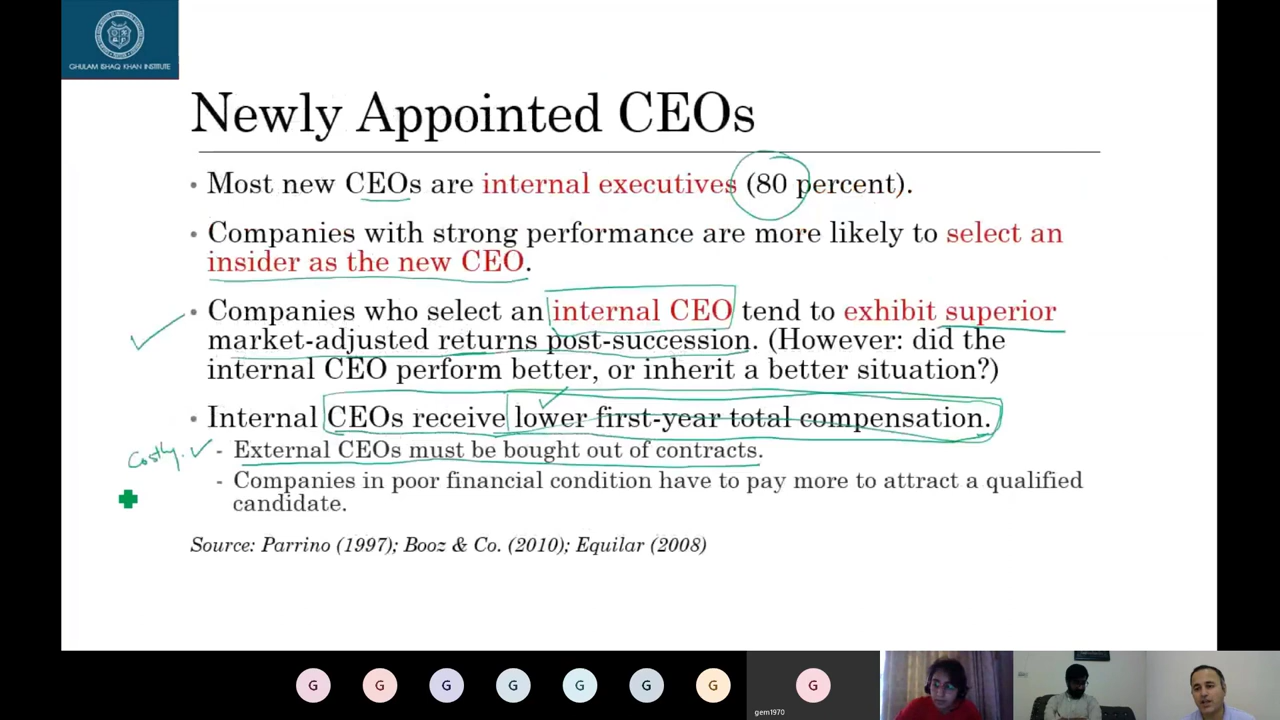 GHULAM ISHAQ KHAN INSTITUTE
Newly Appointed CEOs
• Most new CEOs are internal executives (80 percent).
• Companies with strong performance are more likely to select an
insider as the new CEO.
• Companies who select an internal CEO tend to exhibit superior
market-adjusted returns post-succession. (However: did the
internal CEO perform better, or inherit a better situation?)
• Internal CEOs receive lower first-year total compensation.
Costly.
- External CEOs must be bought out of contracts.
- Companies in poor financial condition have to pay more to attract a qualified
candidate.
Source: Parrino (1997); Booz & Co. (2010); Equilar (2008)
G G G G G G G G
gem1970